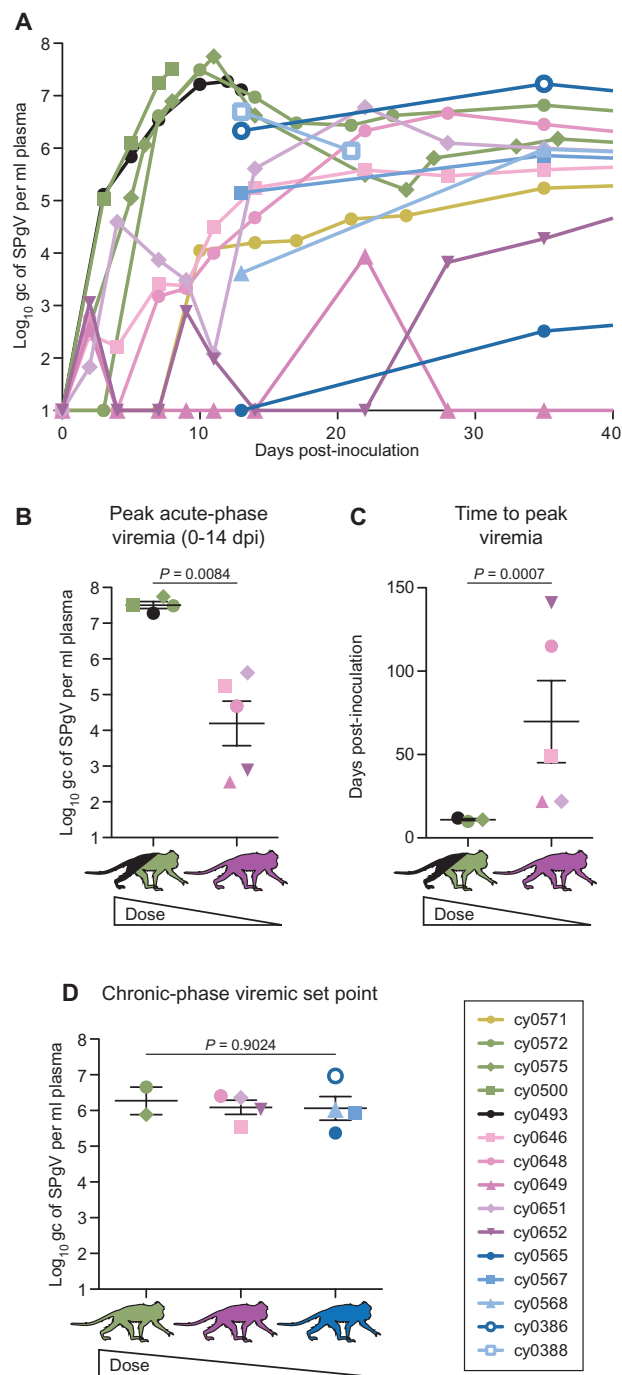 A
Log10 gc of SPgV per ml plasma
8
7
6
5
4
3
2
1
0
10
20
30
40
Days post-inoculation
B
Peak acute-phase
viremia (0-14 dpi)
P = 0.0084
Log10 gc of SPgV per ml plasma
8
7
6
5
4
3
2
1
Dose
C
Time to peak
viremia
P = 0.0007
Days post-inoculation
150
100
50
0
Dose
D
Chronic-phase viremic set point
P = 0.9024
Log10 gc of SPgV per ml plasma
8
7
6
5
4
3
2
1
Dose
cy0571
cy0572
cy0575
cy0500
cy0493
cy0646
cy0648
cy0649
cy0651
cy0652
cy0565
cy0567
cy0568
cy0386
cy0388